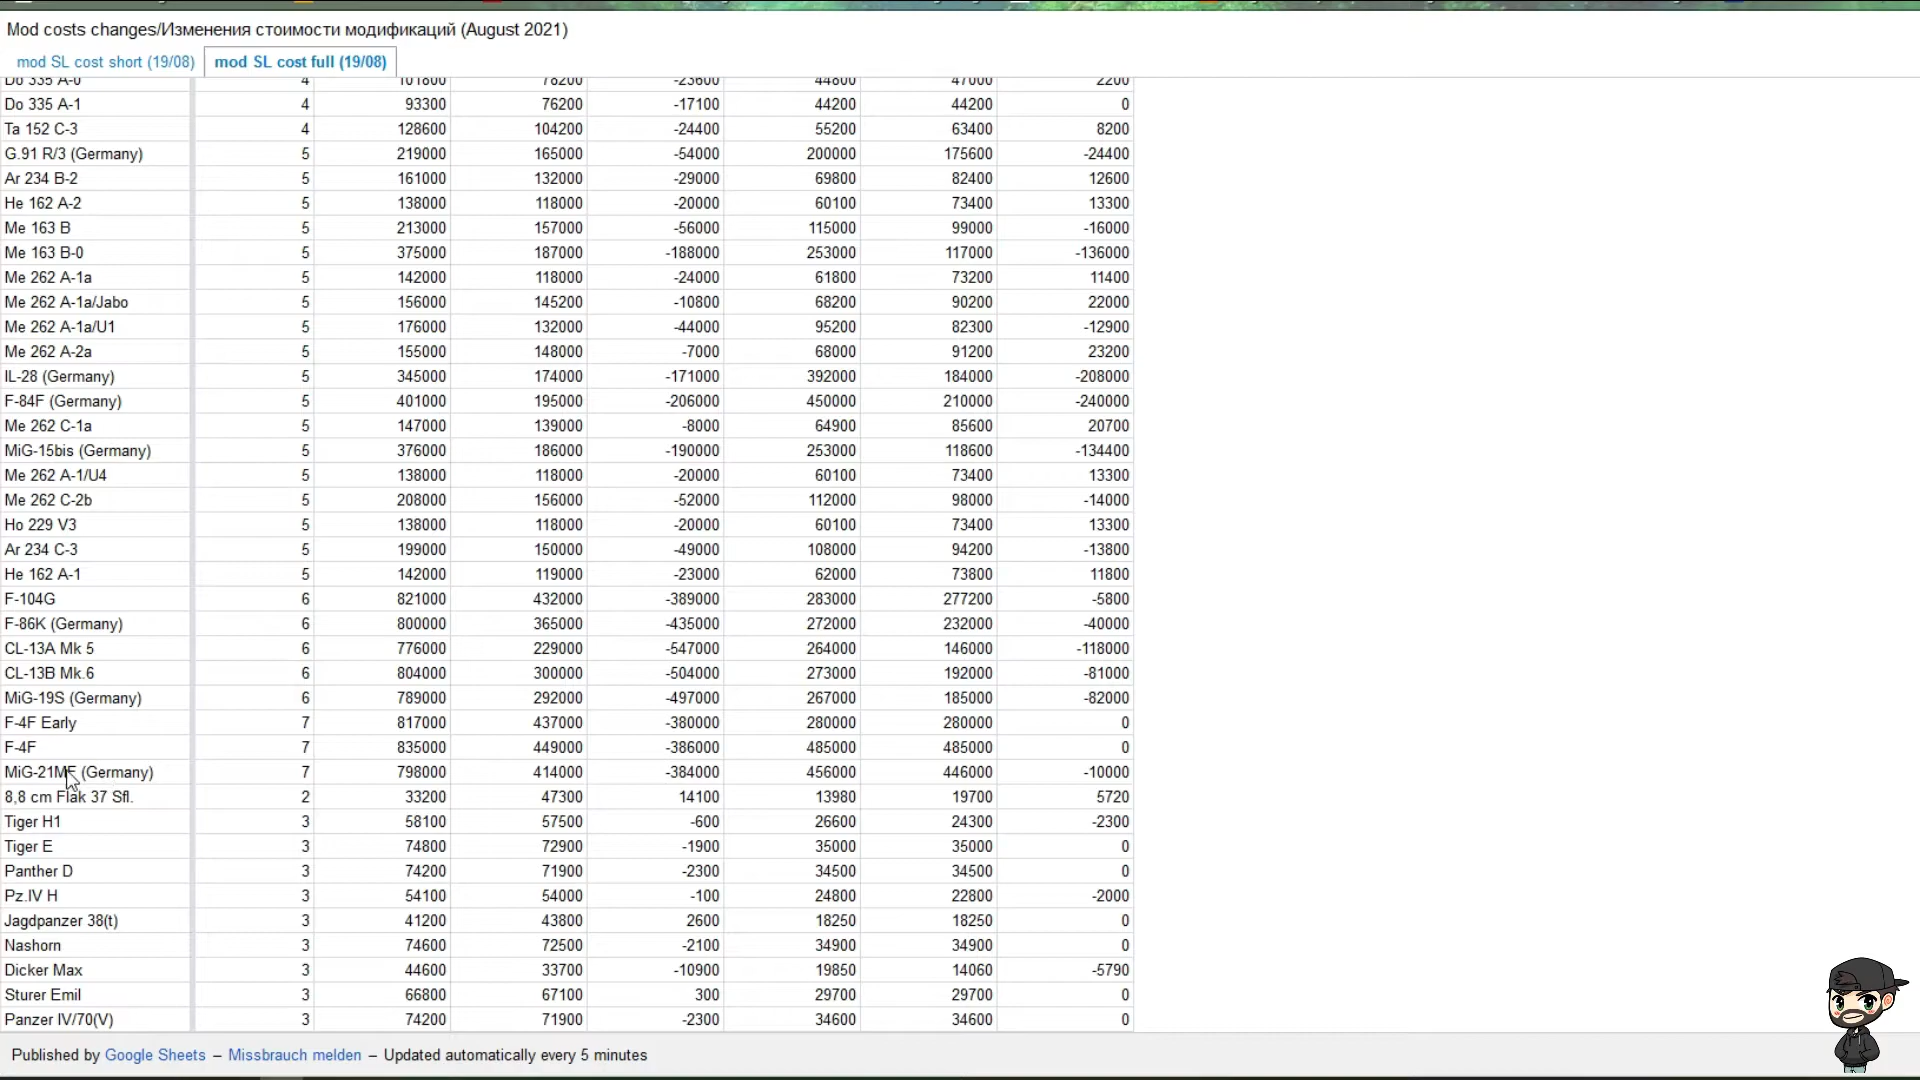 Mod costs changes/Изменения стоимости модификаций (August 2021)
mod SL cost short (19/08) mod SL cost full (19/08)
Do 335 A-0 4 101800 78200 -23600 44800 47000 2200
Do 335 A-1 4 93300 76200 -17100 44200 44200 0
Ta 152 C-3 4 128600 104200 -24400 55200 63400 8200
G.91 R/3 (Germany) 5 219000 165000 -54000 200000 175600 -24400
Ar 234 B-2 5 161000 132000 -29000 69800 82400 12600
He 162 A-2 5 138000 118000 -20000 60100 73400 13300
Me 163 B 5 213000 157000 -56000 115000 99000 -16000
Me 163 B-0 5 375000 187000 -188000 253000 117000 -136000
Me 262 A-1a 5 142000 118000 -24000 61800 73200 11400
Me 262 A-1a/Jabo 5 156000 145200 -10800 68200 90200 22000
Me 262 A-1a/U1 5 176000 132000 -44000 95200 82300 -12900
Me 262 A-2a 5 155000 148000 -7000 68000 91200 23200
IL-28 (Germany) 5 345000 174000 -171000 392000 184000 -208000
F-84F (Germany) 5 401000 195000 -206000 450000 210000 -240000
Me 262 C-1a 5 147000 139000 -8000 64900 85600 20700
MiG-15bis (Germany) 5 376000 186000 -190000 253000 118600 -134400
Me 262 A-1/U4 5 138000 118000 -20000 60100 73400 13300
Me 262 C-2b 5 208000 156000 -52000 112000 98000 -14000
Ho 229 V3 5 138000 118000 -20000 60100 73400 13300
Ar 234 C-3 5 199000 150000 -49000 108000 94200 -13800
He 162 A-1 5 142000 119000 -23000 62000 73800 11800
F-104G 6 821000 432000 -389000 283000 277200 -5800
F-86K (Germany) 6 800000 365000 -435000 272000 232000 -40000
CL-13A Mk 5 6 776000 229000 -547000 264000 146000 -118000
CL-13B Mk.6 6 804000 300000 -504000 273000 192000 -81000
MiG-19S (Germany) 6 789000 292000 -497000 267000 185000 -82000
F-4F Early 7 817000 437000 -380000 280000 280000 0
F-4F 7 835000 449000 -386000 485000 485000 0
MiG-21MF (Germany) 7 798000 414000 -384000 456000 446000 -10000
8,8 cm Flak 37 Sfl. 2 33200 47300 14100 13980 19700 5720
Tiger H1 3 58100 57500 -600 26600 24300 -2300
Tiger E 3 74800 72900 -1900 35000 35000 0
Panther D 3 74200 71900 -2300 34500 34500 0
Pz.IV H 3 54100 54000 -100 24800 22800 -2000
Jagdpanzer 38(t) 3 41200 43800 2600 18250 18250 0
Nashorn 3 74600 72500 -2100 34900 34900 0
Dicker Max 3 44600 33700 -10900 19850 14060 -5790
Sturer Emil 3 66800 67100 300 29700 29700 0
Panzer IV/70(V) 3 74200 71900 -2300 34600 34600 0
Published by Google Sheets – Missbrauch melden – Updated automatically every 5 minutes